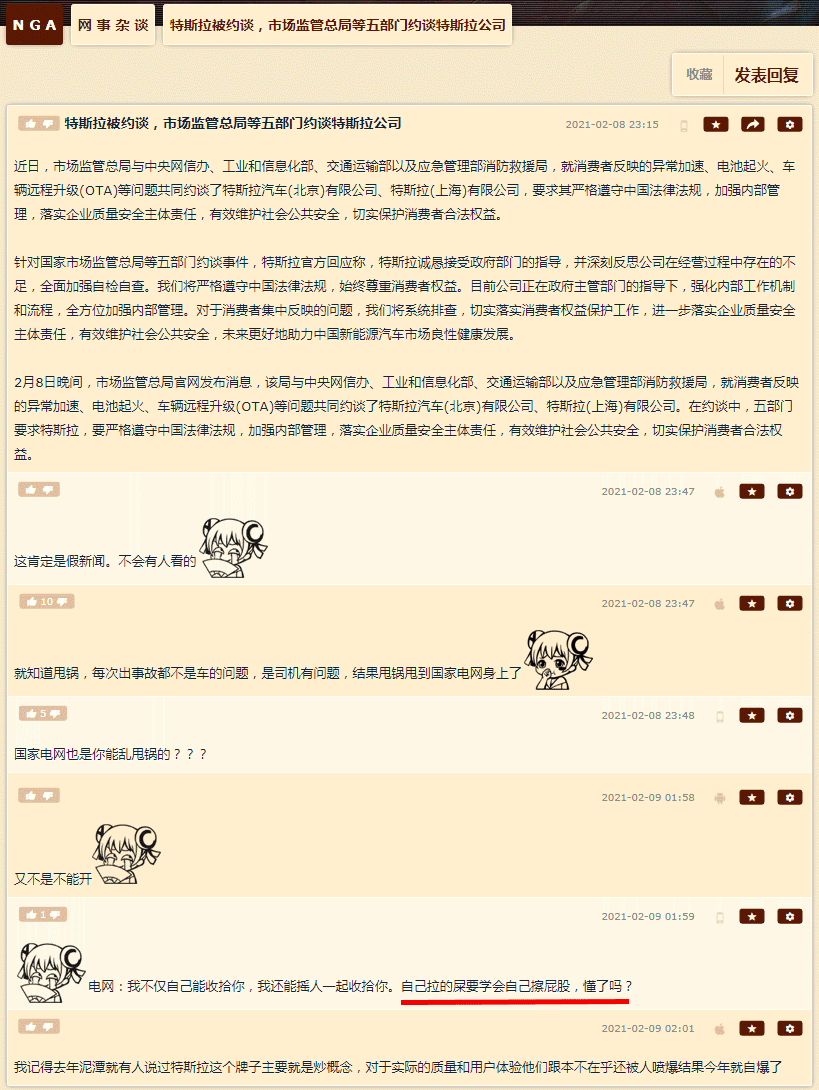 NGA
网事杂谈
特斯拉被约谈，市场监管总局等五部门约谈特斯拉公司
收藏
发表回复
特斯拉被约谈，市场监管总局等五部门约谈特斯拉公司
2021-02-08 23:15
近日，市场监管总局与中央网信办、工业和信息化部、交通运输部以及应急管理部消防救援局，就消费者反映的异常加速、电池起火、车
辆远程升级(OTA)等问题共同约谈了特斯拉汽车(北京)有限公司、特斯拉(上海)有限公司，要求其严格遵守中国法律法规，加强内部管
理，落实企业质量安全主体责任，有效维护社会公共安全，切实保护消费者合法权益。
针对国家市场监管总局等五部门约谈事件，特斯拉官方回应称，特斯拉诚恳接受政府部门的指导，并深刻反思公司在经营过程中存在的不
足，全面加强自检自查。我们将严格遵守中国法律法规，始终尊重消费者权益。目前公司正在政府主管部门的指导下，强化内部工作机制
和流程，全方位加强内部管理。对于消费者集中反映的问题，我们将系统排查，切实落实消费者权益保护工作，进一步落实企业质量安全
主体责任，有效维护社会公共安全，未来更好地助力中国新能源汽车市场良性健康发展。
2月8日晚间，市场监管总局官网发布消息，该局与中央网信办、工业和信息化部、交通运输部以及应急管理部消防救援局，就消费者反映
的异常加速、电池起火、车辆远程升级(OTA)等问题共同约谈了特斯拉汽车(北京)有限公司、特斯拉(上海)有限公司。在约谈中，五部门
要求特斯拉，要严格遵守中国法律法规，加强内部管理，落实企业质量安全主体责任，有效维护社会公共安全，切实保护消费者合法权
益。
2021-02-08 23:47
这肯定是假新闻。不会有人看的
10
2021-02-08 23:47
就知道甩锅，每次出事故都不是车的问题，是司机有问题，结果甩锅甩到国家电网身上了
5
2021-02-08 23:48
国家电网也是你能乱甩锅的？？？
2021-02-09 01:58
又不是不能开
1
2021-02-09 01:59
电网：我不仅自己能收拾你，我还能摇人一起收拾你。自己拉的屎要学会自己擦屁股，懂了吗？
2021-02-09 02:01
我记得去年泥潭就有人说过特斯拉这个牌子主要就是炒概念，对于实际的质量和用户体验他们跟本不在乎还被人喷爆结果今年就自爆了